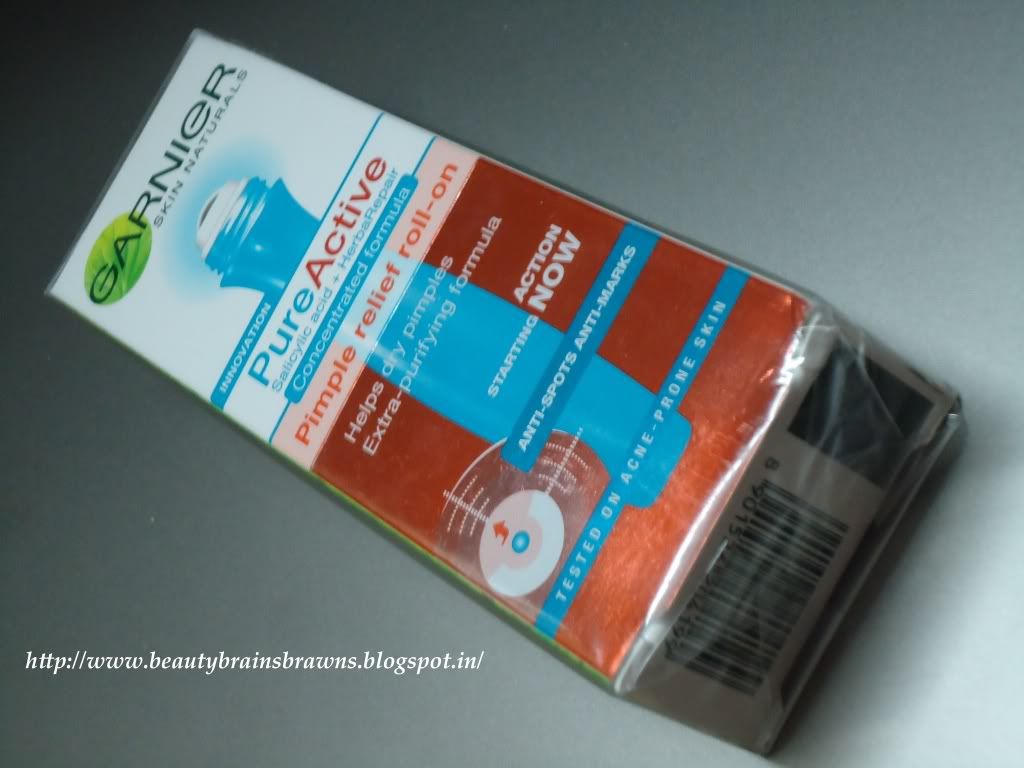 GARNIER
SKIN NATURALS
INNOVATION
PureActive
Salicylic acid + HerbaRepair
Concentrated formula
Pimple relief roll-on
Helps dry pimples
Extra-purifying formula
STARTING ACTION
NOW
ANTI-SPOTS ANTI-MARKS
TESTED ON ACNE-PRONE SKIN
http://www.beautybrainsbrawns.blogspot.in/